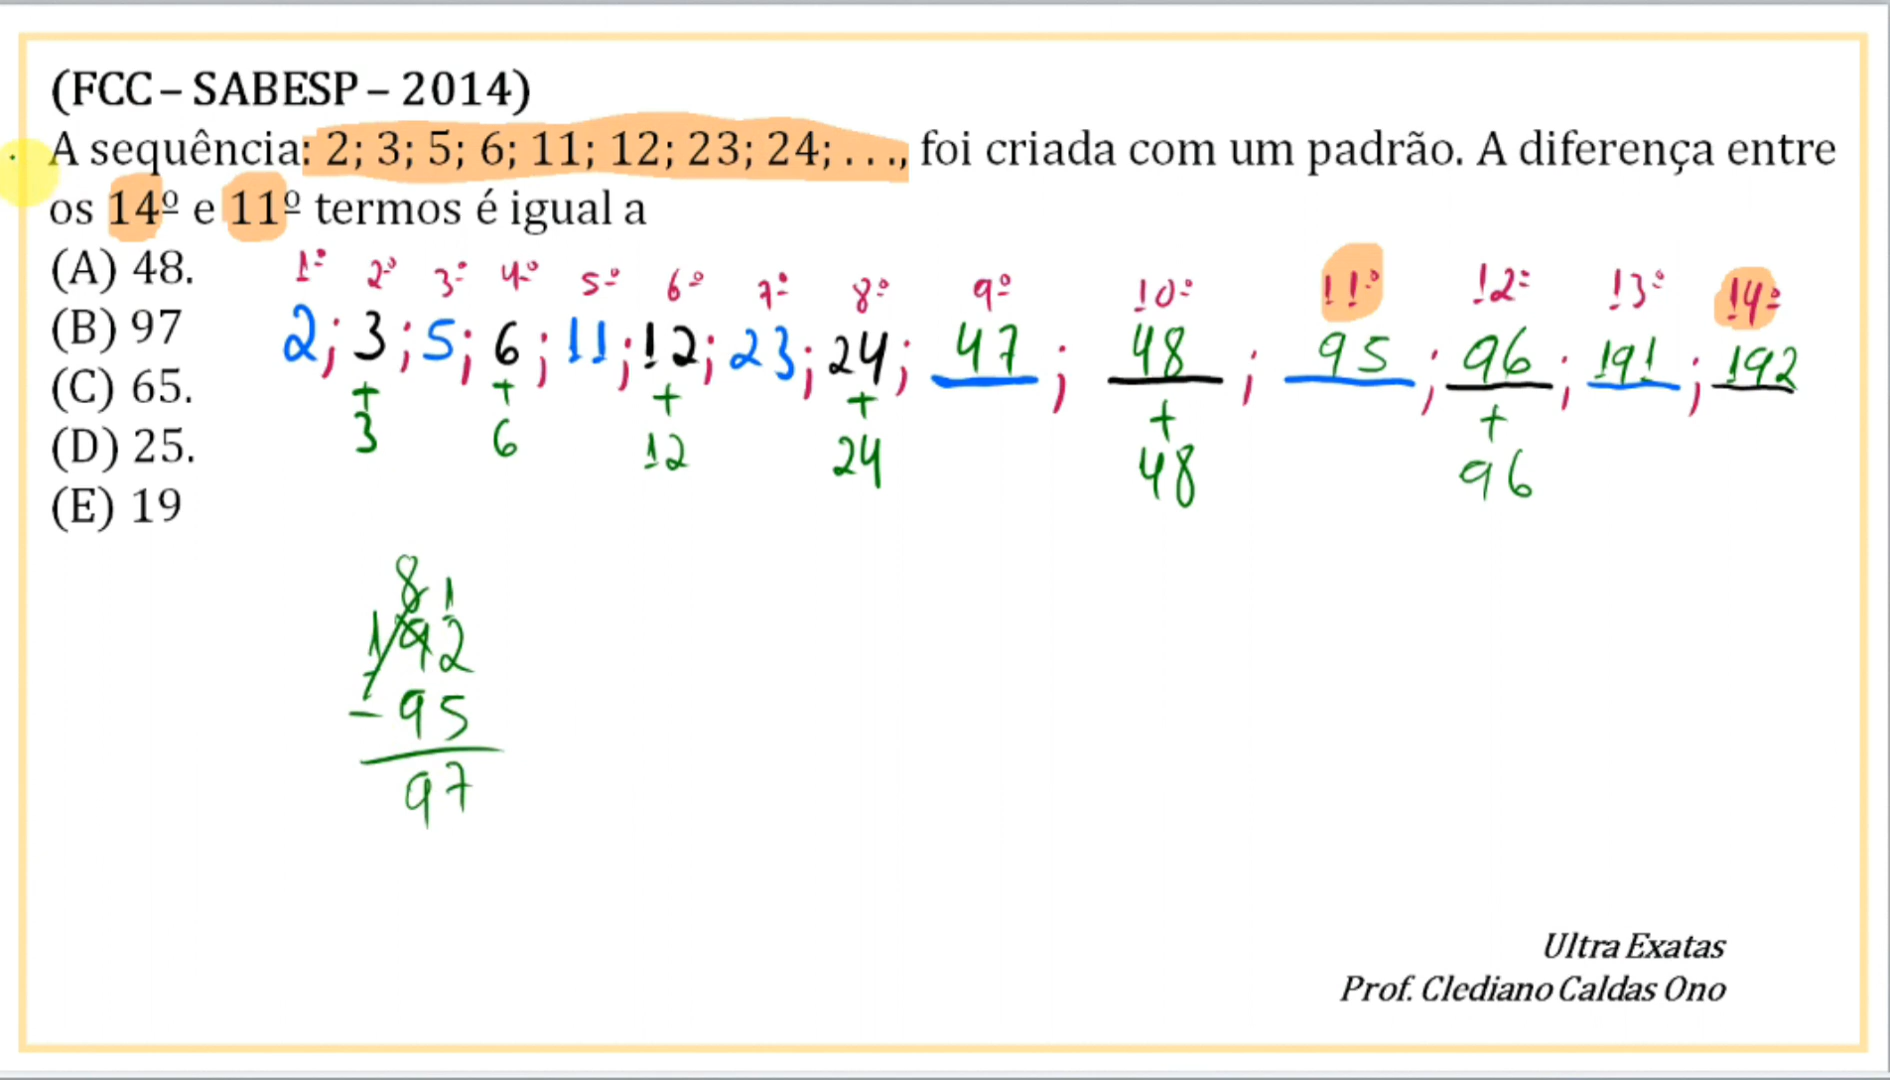 (FCC – SABESP – 2014)
A sequência: 2; 3; 5; 6; 11; 12; 23; 24; . . ., foi criada com um padrão. A diferença entre
os 14º e 11º termos é igual a
(A) 48.
(B) 97
(C) 65.
(D) 25.
(E) 19
1º 2º 3º 4º 5º 6º 7º 8º 9º 10º 11º 12º 13º 14º
2; 3; 5; 6; 11; 12; 23; 24; 47; 48; 95; 96; 191; 192
+ + + + + +
3 6 12 24 48 96
8 1
192
- 95
97
Ultra Exatas
Prof. Clediano Caldas Ono